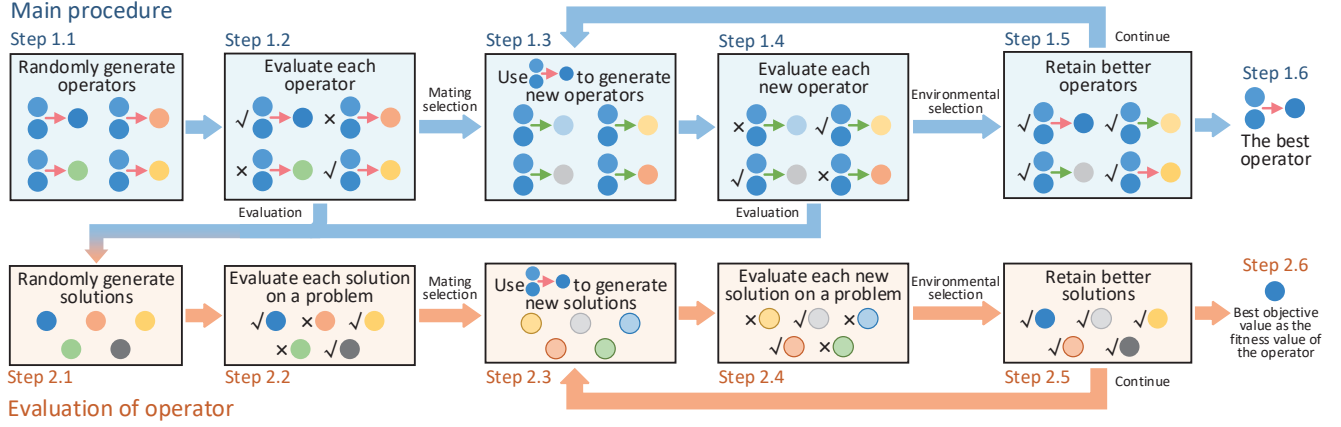 Main procedure
Step 1.1
Randomly generate
operators
Step 1.2
Evaluate each
operator
√
×
×
√
Mating
selection
Step 1.3
Use to generate
new operators
Step 1.4
Evaluate each
new operator
×
√
√
×
Environmental
selection
Step 1.5
Retain better
operators
√
√
√
√
Continue
Step 1.6
The best
operator
Evaluation
Evaluation
Randomly generate
solutions
Step 2.1
Evaluate each solution
on a problem
√ × √
× √
Step 2.2
Mating
selection
Use to generate
new solutions
Step 2.3
Evaluate each new
solution on a problem
× √ ×
√ ×
Step 2.4
Environmental
selection
Retain better
solutions
√ √ √
√ √
Step 2.5
Continue
Step 2.6
Best objective
value as the
fitness value of
the operator
Evaluation of operator